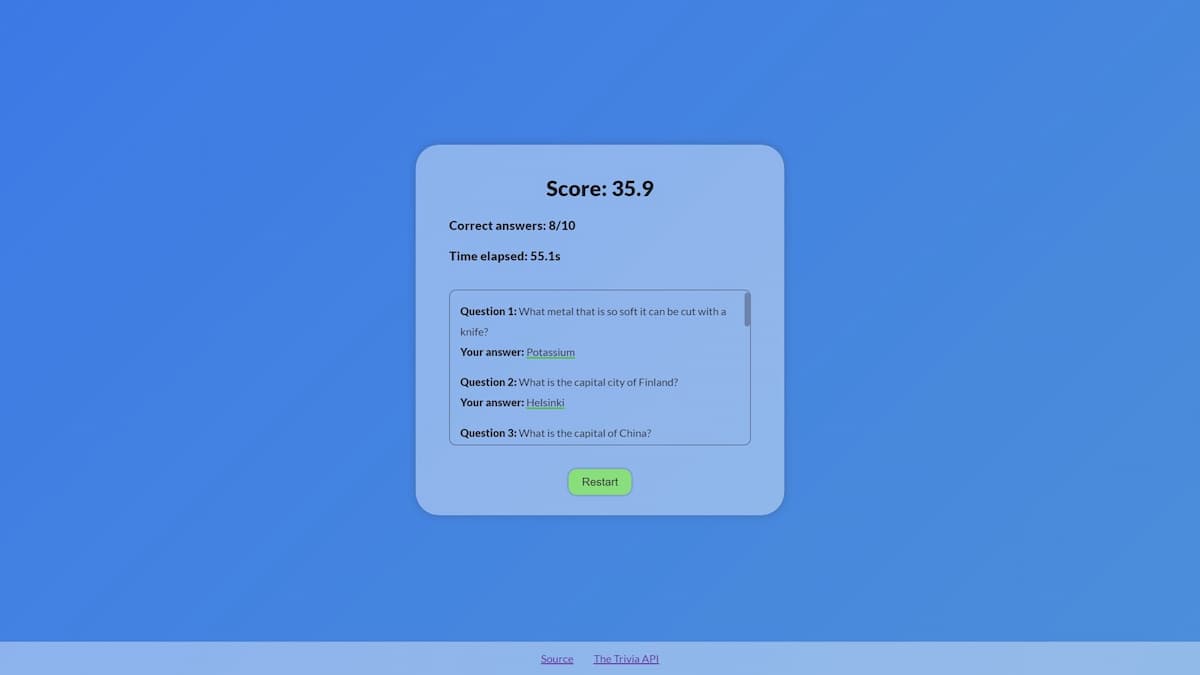 Score: 35.9
Correct answers: 8/10
Time elapsed: 55.1s
Question 1: What metal that is so soft it can be cut with a
knife?
Your answer: Potassium
Question 2: What is the capital city of Finland?
Your answer: Helsinki
Question 3: What is the capital of China?
Restart
Source The Trivia API